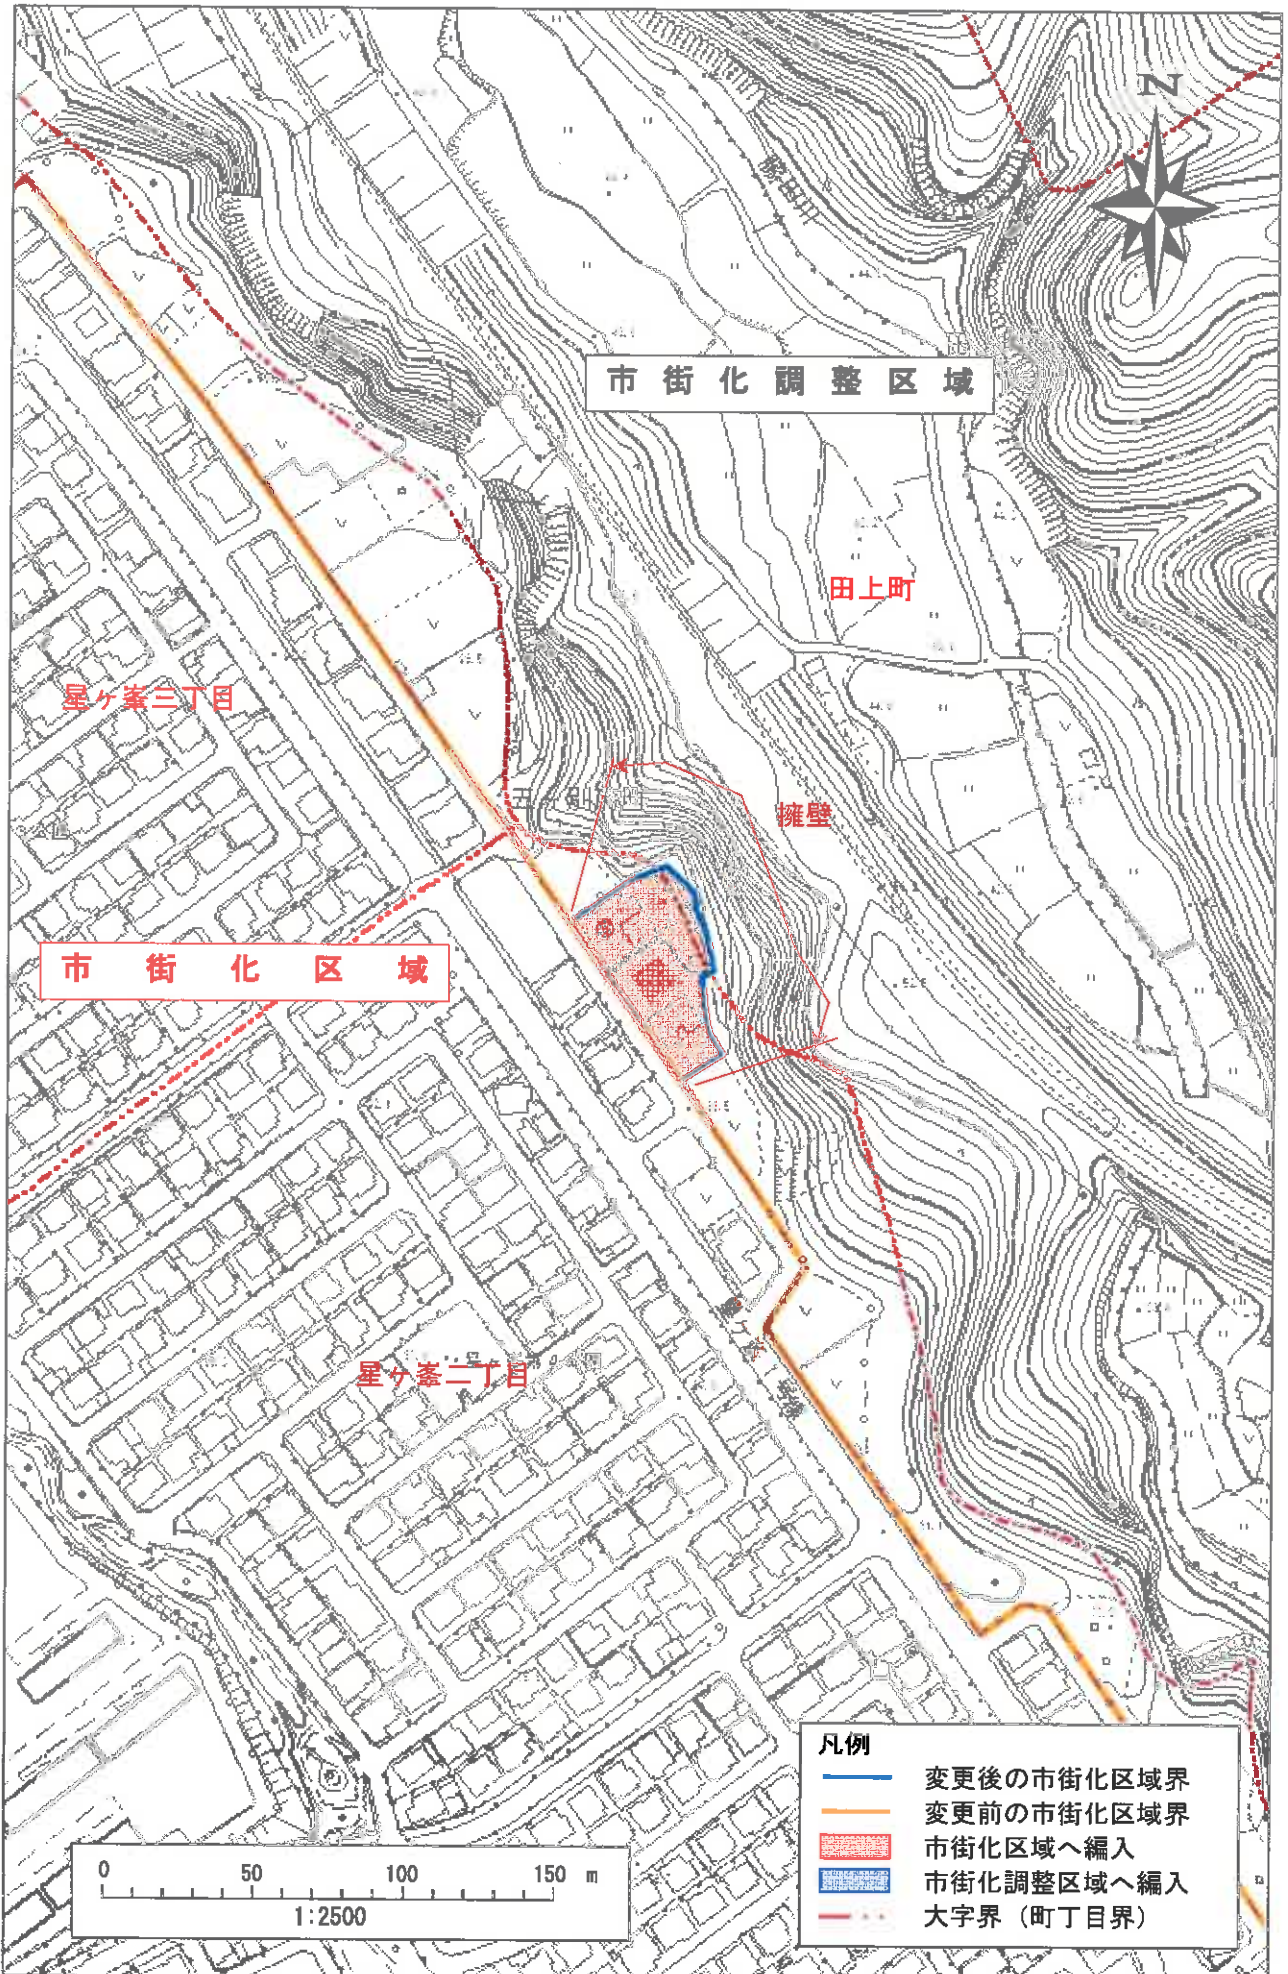 N
市街化調整区域
田上町
星ヶ峯三丁目
擁壁
市街化区域
星ヶ峯二丁目
凡例
変更後の市街化区域界
変更前の市街化区域界
市街化区域へ編入
市街化調整区域へ編入
大字界（町丁目界）
0 50 100 150 m
1:2500